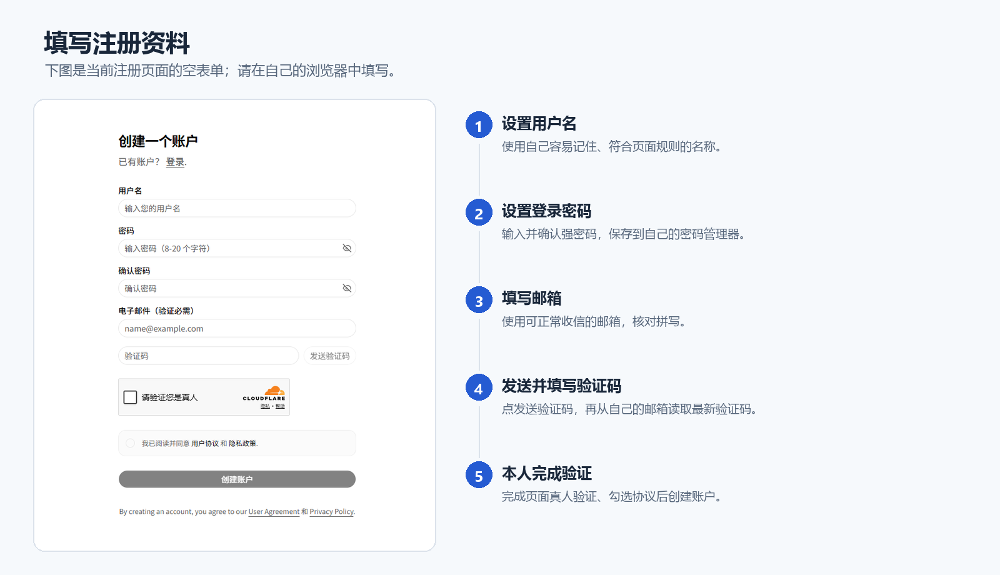 填写注册资料
下图是当前注册页面的空表单；请在自己的浏览器中填写。
创建一个账户
已有账户？ 登录.
用户名
输入您的用户名
密码
输入密码（8-20 个字符）
确认密码
确认密码
电子邮件（验证必需）
name@example.com
验证码 发送验证码
请验证您是真人
CLOUDFLARE
隐私 • 帮助
我已阅读并同意 用户协议 和 隐私政策.
创建账户
By creating an account, you agree to our User Agreement 和 Privacy Policy.
1 设置用户名
使用自己容易记住、符合页面规则的名称。
2 设置登录密码
输入并确认强密码，保存到自己的密码管理器。
3 填写邮箱
使用可正常收信的邮箱，核对拼写。
4 发送并填写验证码
点发送验证码，再从自己的邮箱读取最新验证码。
5 本人完成验证
完成页面真人验证、勾选协议后创建账户。